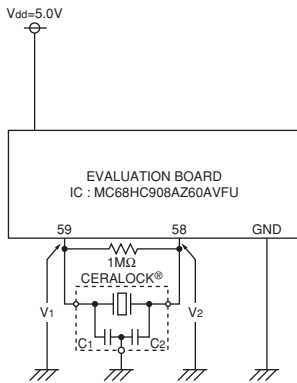 Vdd=5.0V
EVALUATION BOARD
IC : MC68HC908AZ60AVFU
59 58 GND
1MΩ
CERALOCK®
V1 V2
C1 C2